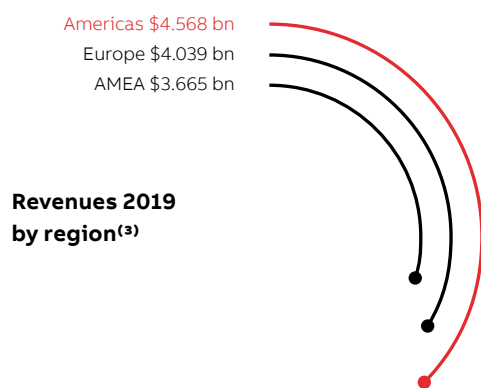 Americas $4.568 bn
Europe $4.039 bn
AMEA $3.665 bn
Revenues 2019
by region⁽³⁾